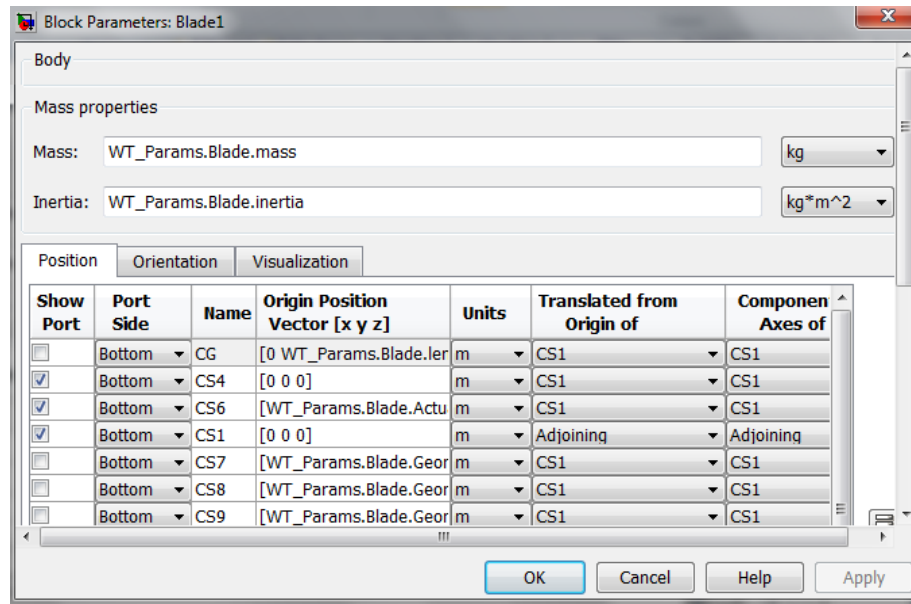 Block Parameters: Blade1
Body
Mass properties
Mass: WT_Params.Blade.mass kg
Inertia: WT_Params.Blade.inertia kg*m^2
Position Orientation Visualization
Show Port Origin Position Translated from Component
Port Side Name Vector [x y z] Units Origin of Axes of
Bottom CG [0 WT_Params.Blade.ler m CS1 CS1
Bottom CS4 [0 0 0] m CS1 CS1
Bottom CS6 [WT_Params.Blade.Actu m CS1 CS1
Bottom CS1 [0 0 0] m Adjoining Adjoining
Bottom CS7 [WT_Params.Blade.Geor m CS1 CS1
Bottom CS8 [WT_Params.Blade.Geor m CS1 CS1
Bottom CS9 [WT_Params.Blade.Geor m CS1 CS1
OK Cancel Help Apply